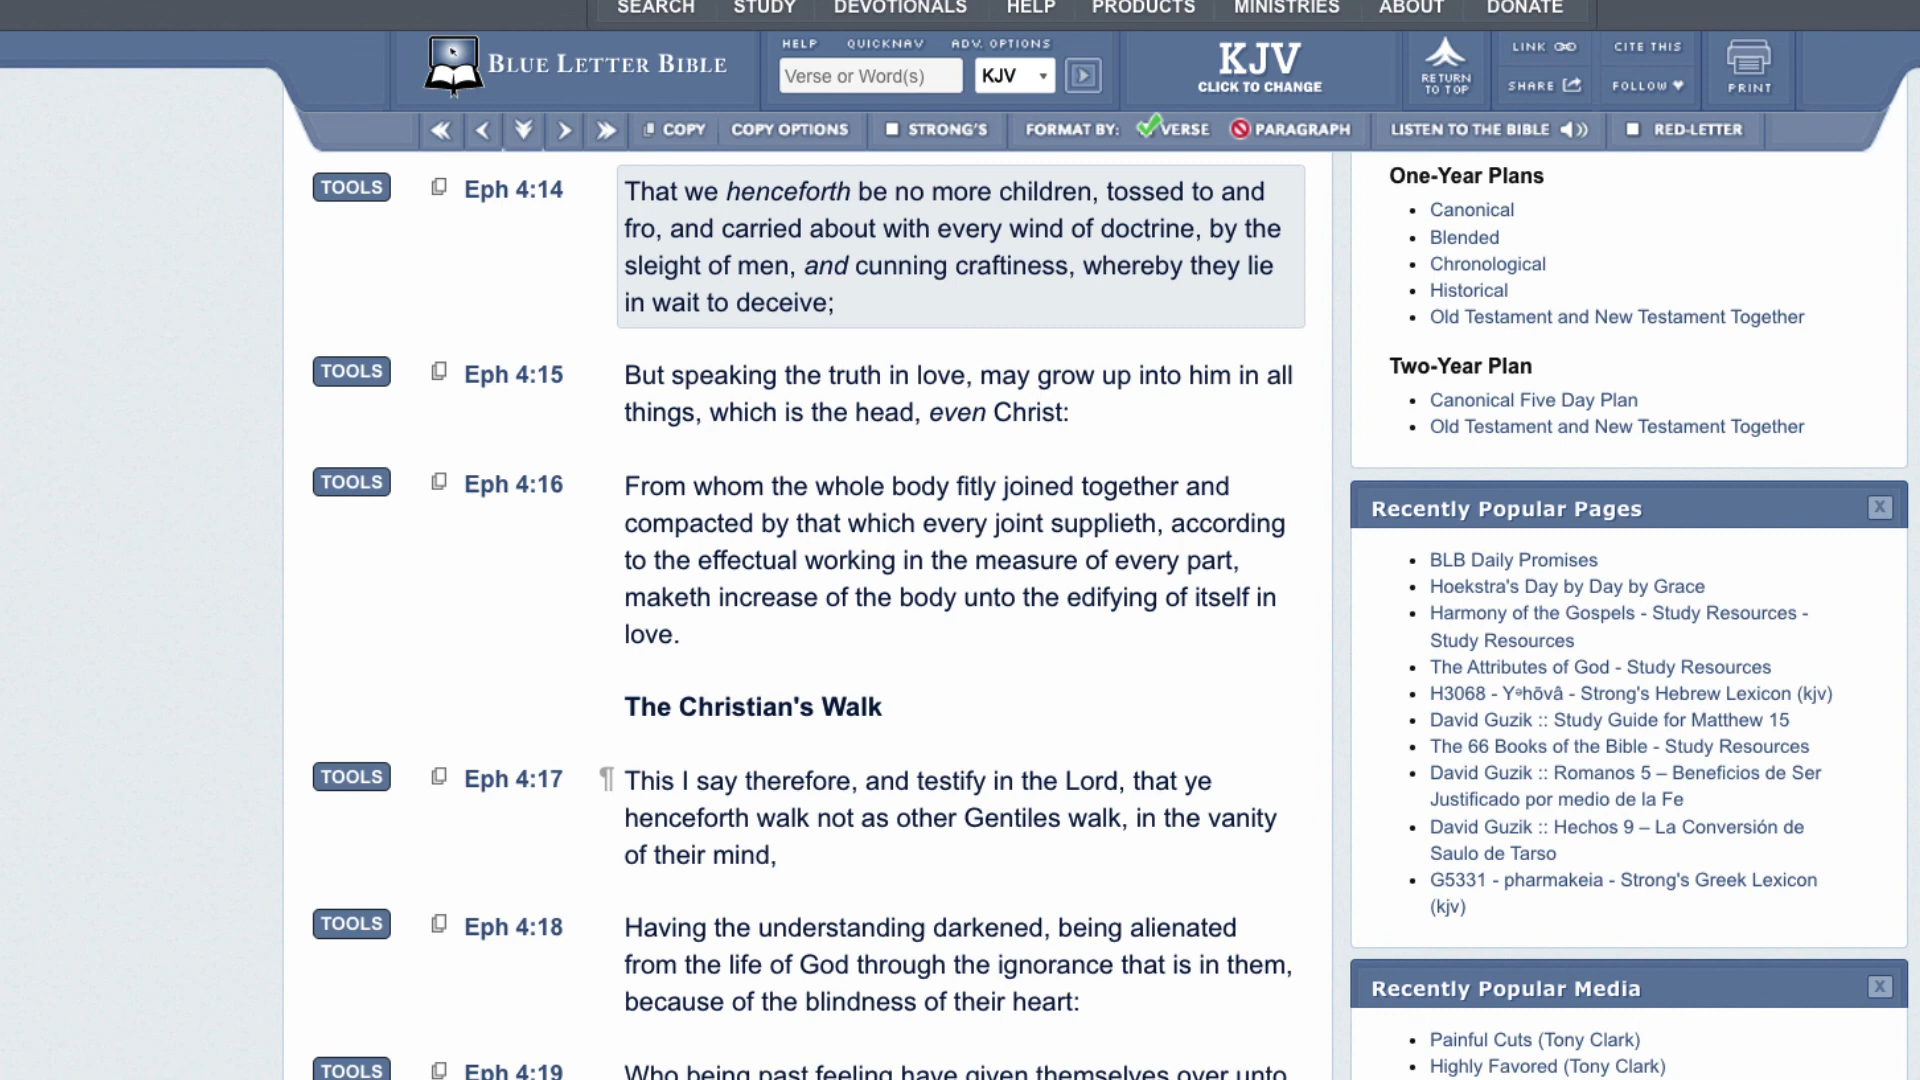 SEARCH STUDY DEVOTIONALS HELP PRODUCTS MINISTRIES ABOUT DONATE
BLUE LETTER BIBLE
HELP QUICKNAV ADV. OPTIONS
Verse or Word(s) KJV
KJV
CLICK TO CHANGE
RETURN
TO TOP
LINK
SHARE
CITE THIS
FOLLOW
PRINT
COPY COPY OPTIONS STRONG'S FORMAT BY: VERSE PARAGRAPH LISTEN TO THE BIBLE RED-LETTER
TOOLS Eph 4:14 That we henceforth be no more children, tossed to and
fro, and carried about with every wind of doctrine, by the
sleight of men, and cunning craftiness, whereby they lie
in wait to deceive;
TOOLS Eph 4:15 But speaking the truth in love, may grow up into him in all
things, which is the head, even Christ:
TOOLS Eph 4:16 From whom the whole body fitly joined together and
compacted by that which every joint supplieth, according
to the effectual working in the measure of every part,
maketh increase of the body unto the edifying of itself in
love.
The Christian's Walk
TOOLS Eph 4:17 ¶ This I say therefore, and testify in the Lord, that ye
henceforth walk not as other Gentiles walk, in the vanity
of their mind,
TOOLS Eph 4:18 Having the understanding darkened, being alienated
from the life of God through the ignorance that is in them,
because of the blindness of their heart:
TOOLS Eph 4:19 Who being past feeling have given themselves over unto
One-Year Plans
• Canonical
• Blended
• Chronological
• Historical
• Old Testament and New Testament Together
Two-Year Plan
• Canonical Five Day Plan
• Old Testament and New Testament Together
Recently Popular Pages X
• BLB Daily Promises
• Hoekstra's Day by Day by Grace
• Harmony of the Gospels - Study Resources -
Study Resources
• The Attributes of God - Study Resources
• H3068 - Yᵊhōvâ - Strong's Hebrew Lexicon (kjv)
• David Guzik :: Study Guide for Matthew 15
• The 66 Books of the Bible - Study Resources
• David Guzik :: Romanos 5 – Beneficios de Ser
Justificado por medio de la Fe
• David Guzik :: Hechos 9 – La Conversión de
Saulo de Tarso
• G5331 - pharmakeia - Strong's Greek Lexicon
(kjv)
Recently Popular Media X
• Painful Cuts (Tony Clark)
• Highly Favored (Tony Clark)